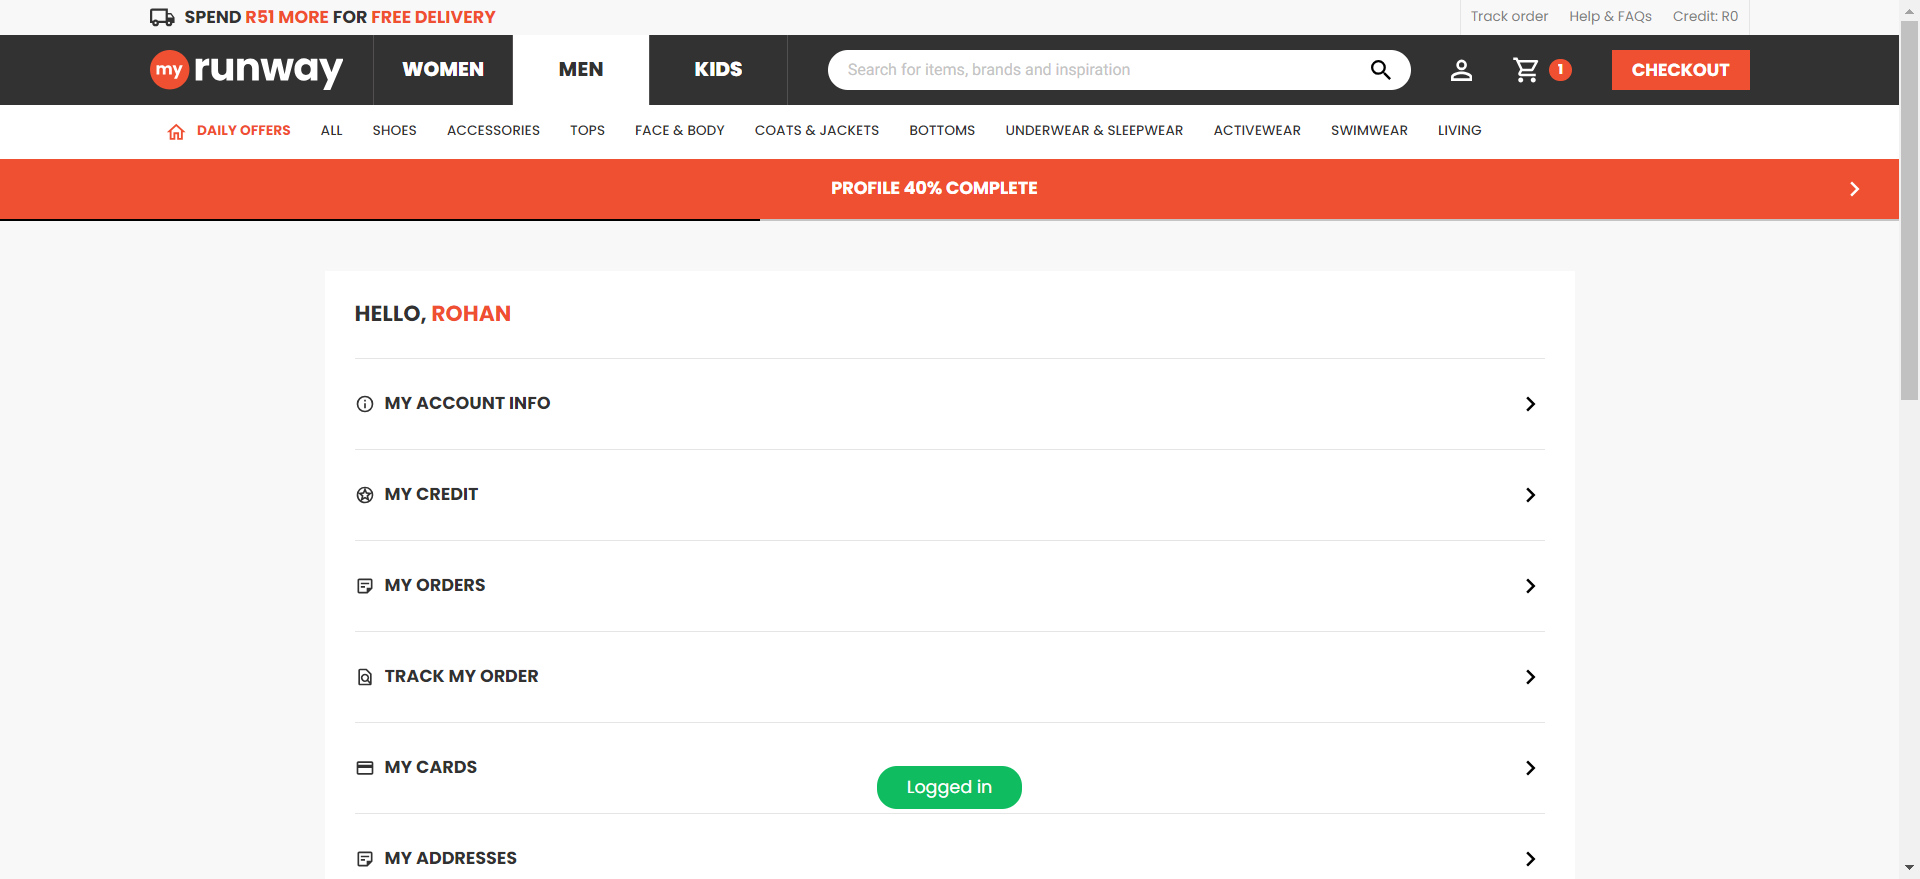 SPEND R51 MORE FOR FREE DELIVERY
Track order Help & FAQs Credit: R0
my runway WOMEN MEN KIDS Search for items, brands and inspiration 1 CHECKOUT
DAILY OFFERS ALL SHOES ACCESSORIES TOPS FACE & BODY COATS & JACKETS BOTTOMS UNDERWEAR & SLEEPWEAR ACTIVEWEAR SWIMWEAR LIVING
PROFILE 40% COMPLETE
HELLO, ROHAN
MY ACCOUNT INFO
MY CREDIT
MY ORDERS
TRACK MY ORDER
MY CARDS
Logged in
MY ADDRESSES